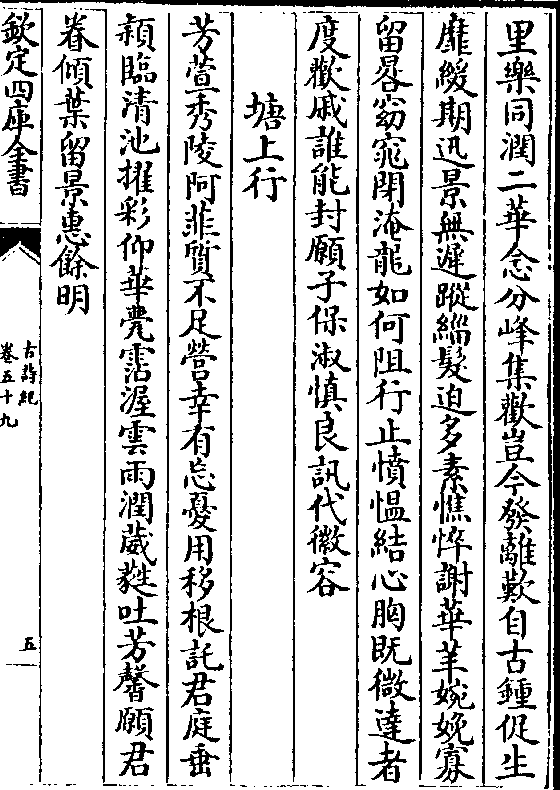 里樂同潤二華念分峰集歡豈今發離歎自古鍾促生
靡緩期迅景無遲蹤緇髮迫多素憔悴謝華䒠婉娩寡
留晷窈窕閉淹龍如何阻行止憤愠結心胸既微達者
度歡戚誰能封願子保淑慎良訊代徽容
塘上行
芳萱秀陵阿菲質不足營幸有忘憂用移根託君庭垂
穎臨清池擢彩仰華甍霑渥雲雨潤葳蕤吐芳馨願君
眷傾葉留景惠餘明
欽定四庫全書
古詩紀
卷五十九
五